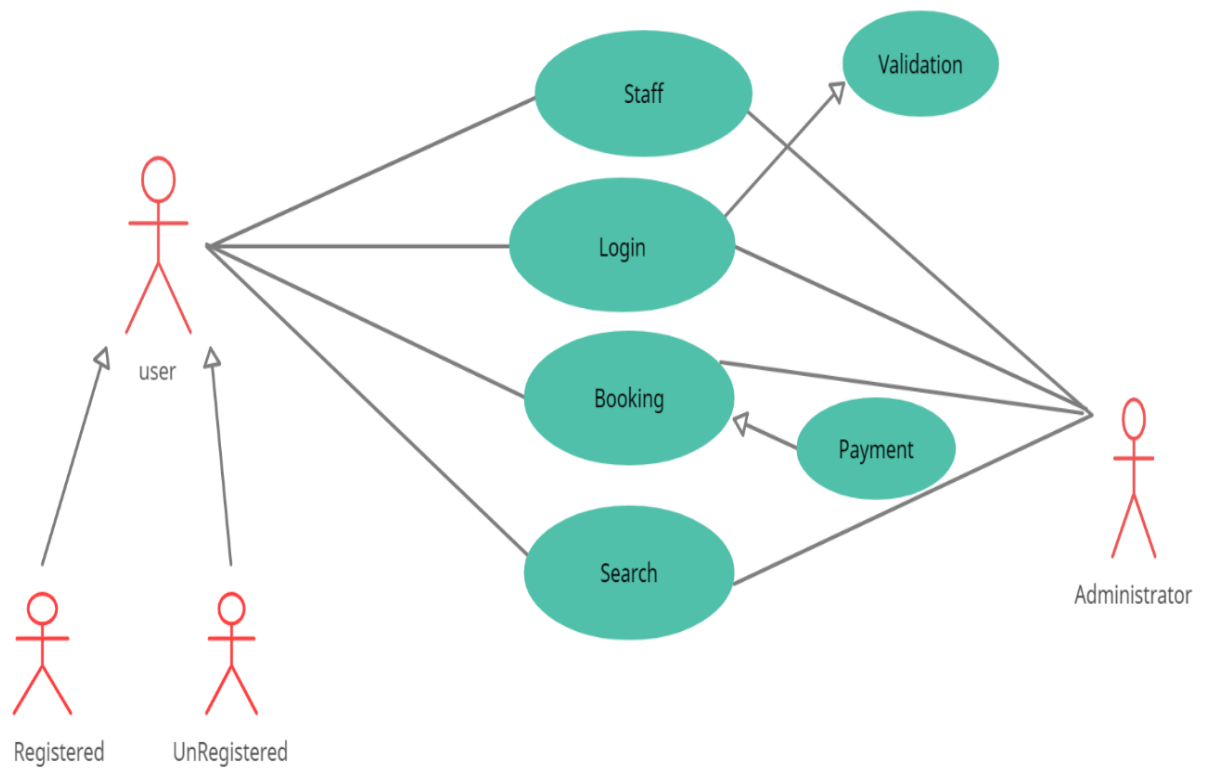 Validation
Staff
Login
user
Booking
Payment
Search
Administrator
Registered
UnRegistered